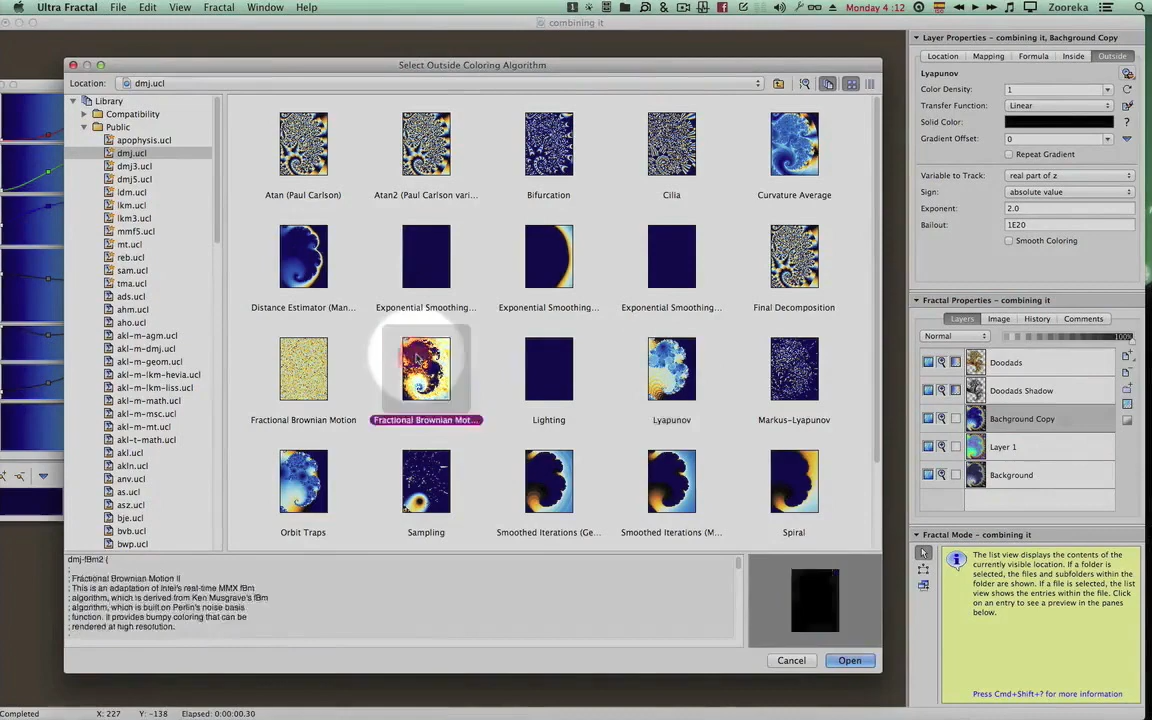 Ultra Fractal File Edit View Fractal Window Help
Monday 4 :12 Zooreka
combining it
Select Outside Coloring Algorithm
Location: dmj.ucl
Library
Compatibility
Public
apophysis.ucl
dmj.ucl
dmj3.ucl
dmj5.ucl
idm.ucl
lkm.ucl
lkm3.ucl
mmf5.ucl
mt.ucl
reb.ucl
sam.ucl
tma.ucl
ads.ucl
ahm.ucl
aho.ucl
akl-m-agm.ucl
akl-m-dmj.ucl
akl-m-geom.ucl
akl-m-lkm-hevia.ucl
akl-m-lkm-liss.ucl
akl-m-math.ucl
akl-m-msc.ucl
akl-m-mt.ucl
akl-t-math.ucl
akl.ucl
akln.ucl
anv.ucl
as.ucl
asz.ucl
bje.ucl
bvb.ucl
bwp.ucl
Atan (Paul Carlson) Atan2 (Paul Carlson vari... Bifurcation Cilia Curvature Average
Distance Estimator (Man... Exponential Smoothing... Exponential Smoothing... Exponential Smoothing... Final Decomposition
Fractional Brownian Motion Fractional Brownian Mot... Lighting Lyapunov Markus-Lyapunov
Orbit Traps Sampling Smoothed Iterations (Ge... Smoothed Iterations (M... Spiral
dmj-fBm2 {
;
; Fractional Brownian Motion II
; This is an adaptation of Intel's real-time MMX fBm
; algorithm, which is derived from Ken Musgrave's fBm
; algorithm, which is built on Perlin's noise basis
; function. It provides bumpy coloring that can be
; rendered at high resolution.
;
Cancel Open
Layer Properties - combining it, Bachground Copy
Location Mapping Formula Inside Outside
Lyapunov
Color Density: 1
Transfer Function: Linear
Solid Color:
Gradient Offset: 0
Repeat Gradient
Variable to Track: real part of z
Sign: absolute value
Exponent: 2.0
Bailout: 1E20
Smooth Coloring
Fractal Properties - combining it
Layers Image History Comments
Normal 100%
Doodads
Doodads Shadow
Bachground Copy
Layer 1
Background
Fractal Mode - combining it
The list view displays the contents of the
currently visible location. If a folder is
selected, the files and subfolders within the
folder are shown. If a file is selected, the list
view shows the entries within the file. Click
on an entry to see a preview in the panes
below.
Press Cmd+Shift+? for more information
Completed X: 227 Y: -138 Elapsed: 0:00:00.30